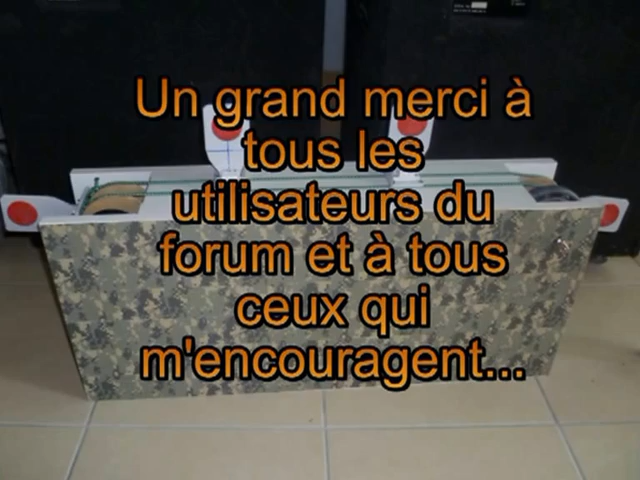 Un grand merci à
tous les
utilisateurs du
forum et à tous
ceux qui
m'encouragent...